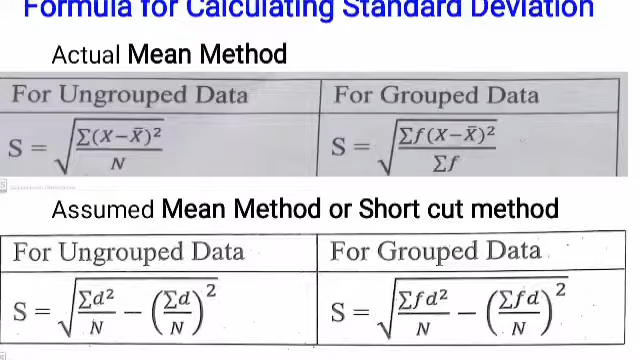 Formula for Calculating Standard Deviation
Actual Mean Method
For Ungrouped Data For Grouped Data
S = √(Σ(X−X̄)²/N) S = √(Σf(X−X̄)²/Σf)
Assumed Mean Method or Short cut method
For Ungrouped Data For Grouped Data
S = √(Σd²/N − (Σd/N)²) S = √(Σfd²/N − (Σfd/N)²)